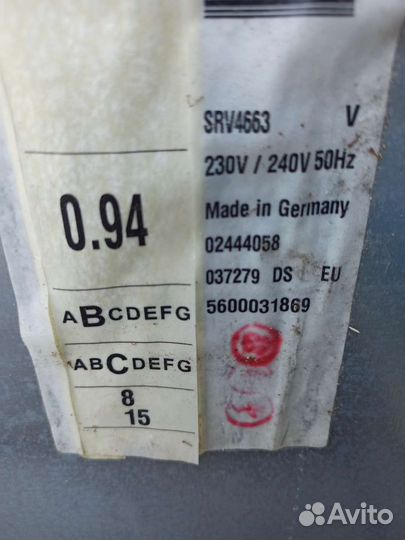 0.94
ABCDEFG
ABCDEFG
8
15
SRV4663 V
230V / 240V 50Hz
Made in Germany
02444058
037279 DS EU
5600031869
Avito